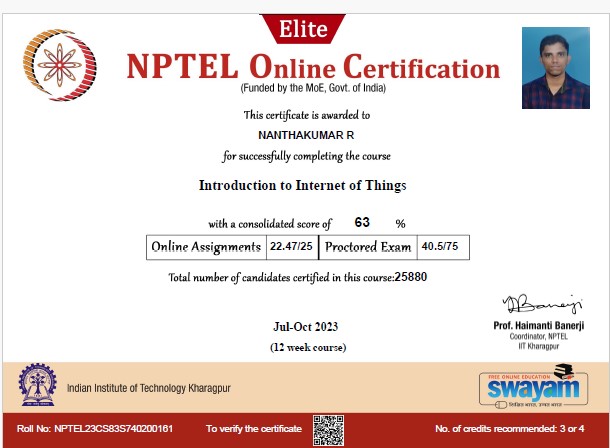 Elite
NPTEL Online Certification
(Funded by the MoE, Govt. of India)
This certificate is awarded to
NANTHAKUMAR R
for successfully completing the course
Introduction to Internet of Things
with a consolidated score of 63 %
Online Assignments 22.47/25 Proctored Exam 40.5/75
Total number of candidates certified in this course:25880
Jul-Oct 2023
(12 week course)
Prof. Haimanti Banerji
Coordinator, NPTEL
IIT Kharagpur
Indian Institute of Technology Kharagpur
FREE ONLINE EDUCATION
swayam
शिक्षित भारत, उन्नत भारत
Roll No: NPTEL23CS83S740200161 To verify the certificate No. of credits recommended: 3 or 4